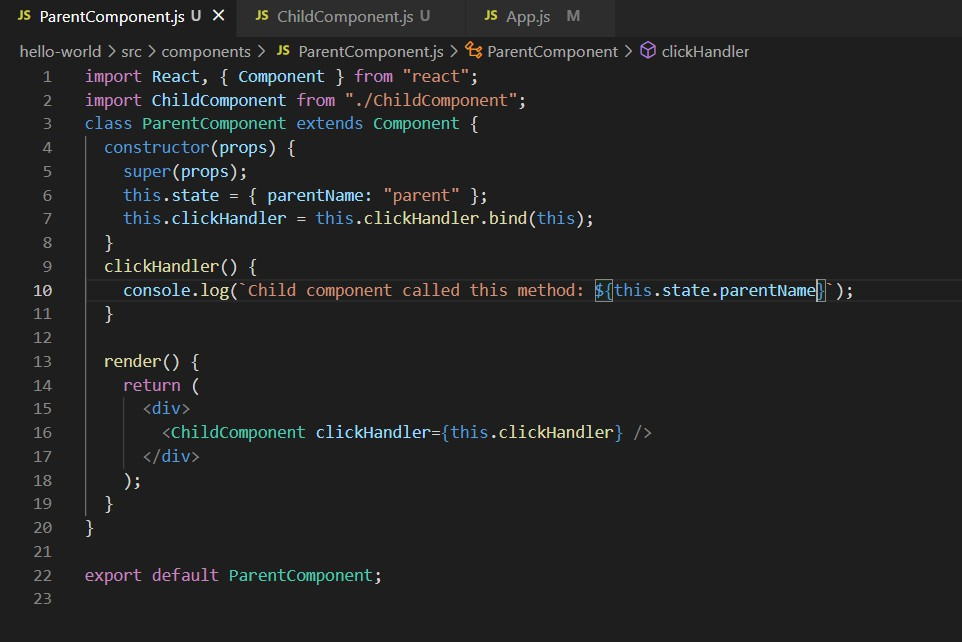 JS ParentComponent.js U × JS ChildComponent.js U JS App.js M
hello-world > src > components > JS ParentComponent.js > ParentComponent > clickHandler
1 import React, { Component } from "react";
2 import ChildComponent from "./ChildComponent";
3 class ParentComponent extends Component {
4   constructor(props) {
5     super(props);
6     this.state = { parentName: "parent" };
7     this.clickHandler = this.clickHandler.bind(this);
8   }
9   clickHandler() {
10     console.log(`Child component called this method: ${this.state.parentName}`);
11   }
12
13   render() {
14     return (
15       <div>
16         <ChildComponent clickHandler={this.clickHandler} />
17       </div>
18     );
19   }
20 }
21
22 export default ParentComponent;
23